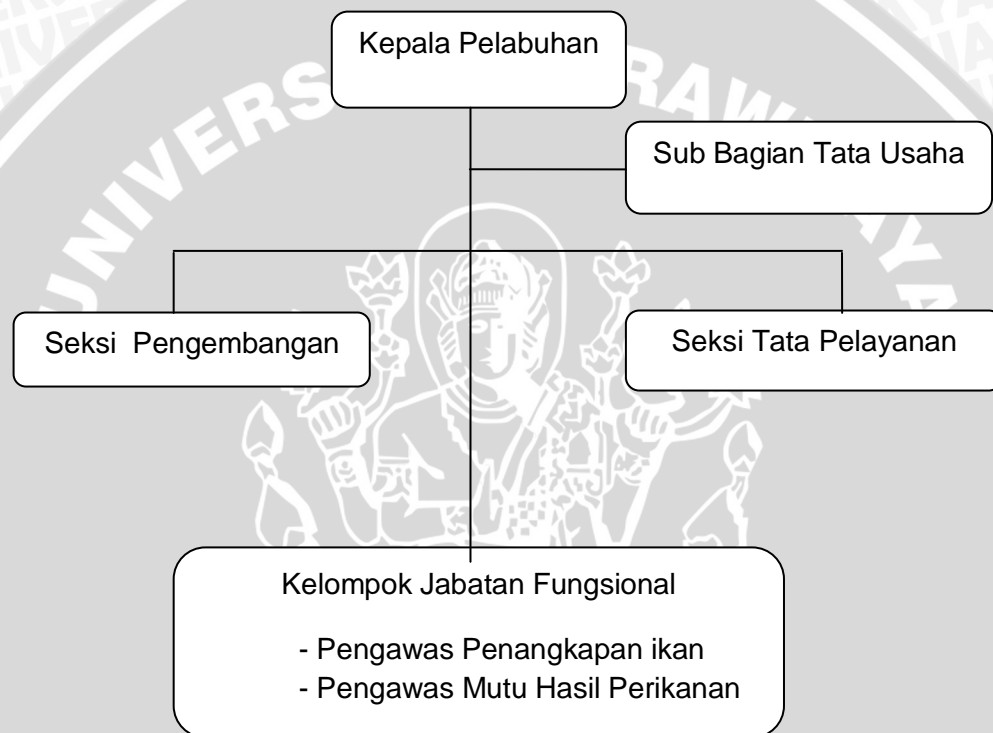 Kepala Pelabuhan
Sub Bagian Tata Usaha
Seksi Pengembangan
Seksi Tata Pelayanan
Kelompok Jabatan Fungsional
- Pengawas Penangkapan ikan
- Pengawas Mutu Hasil Perikanan